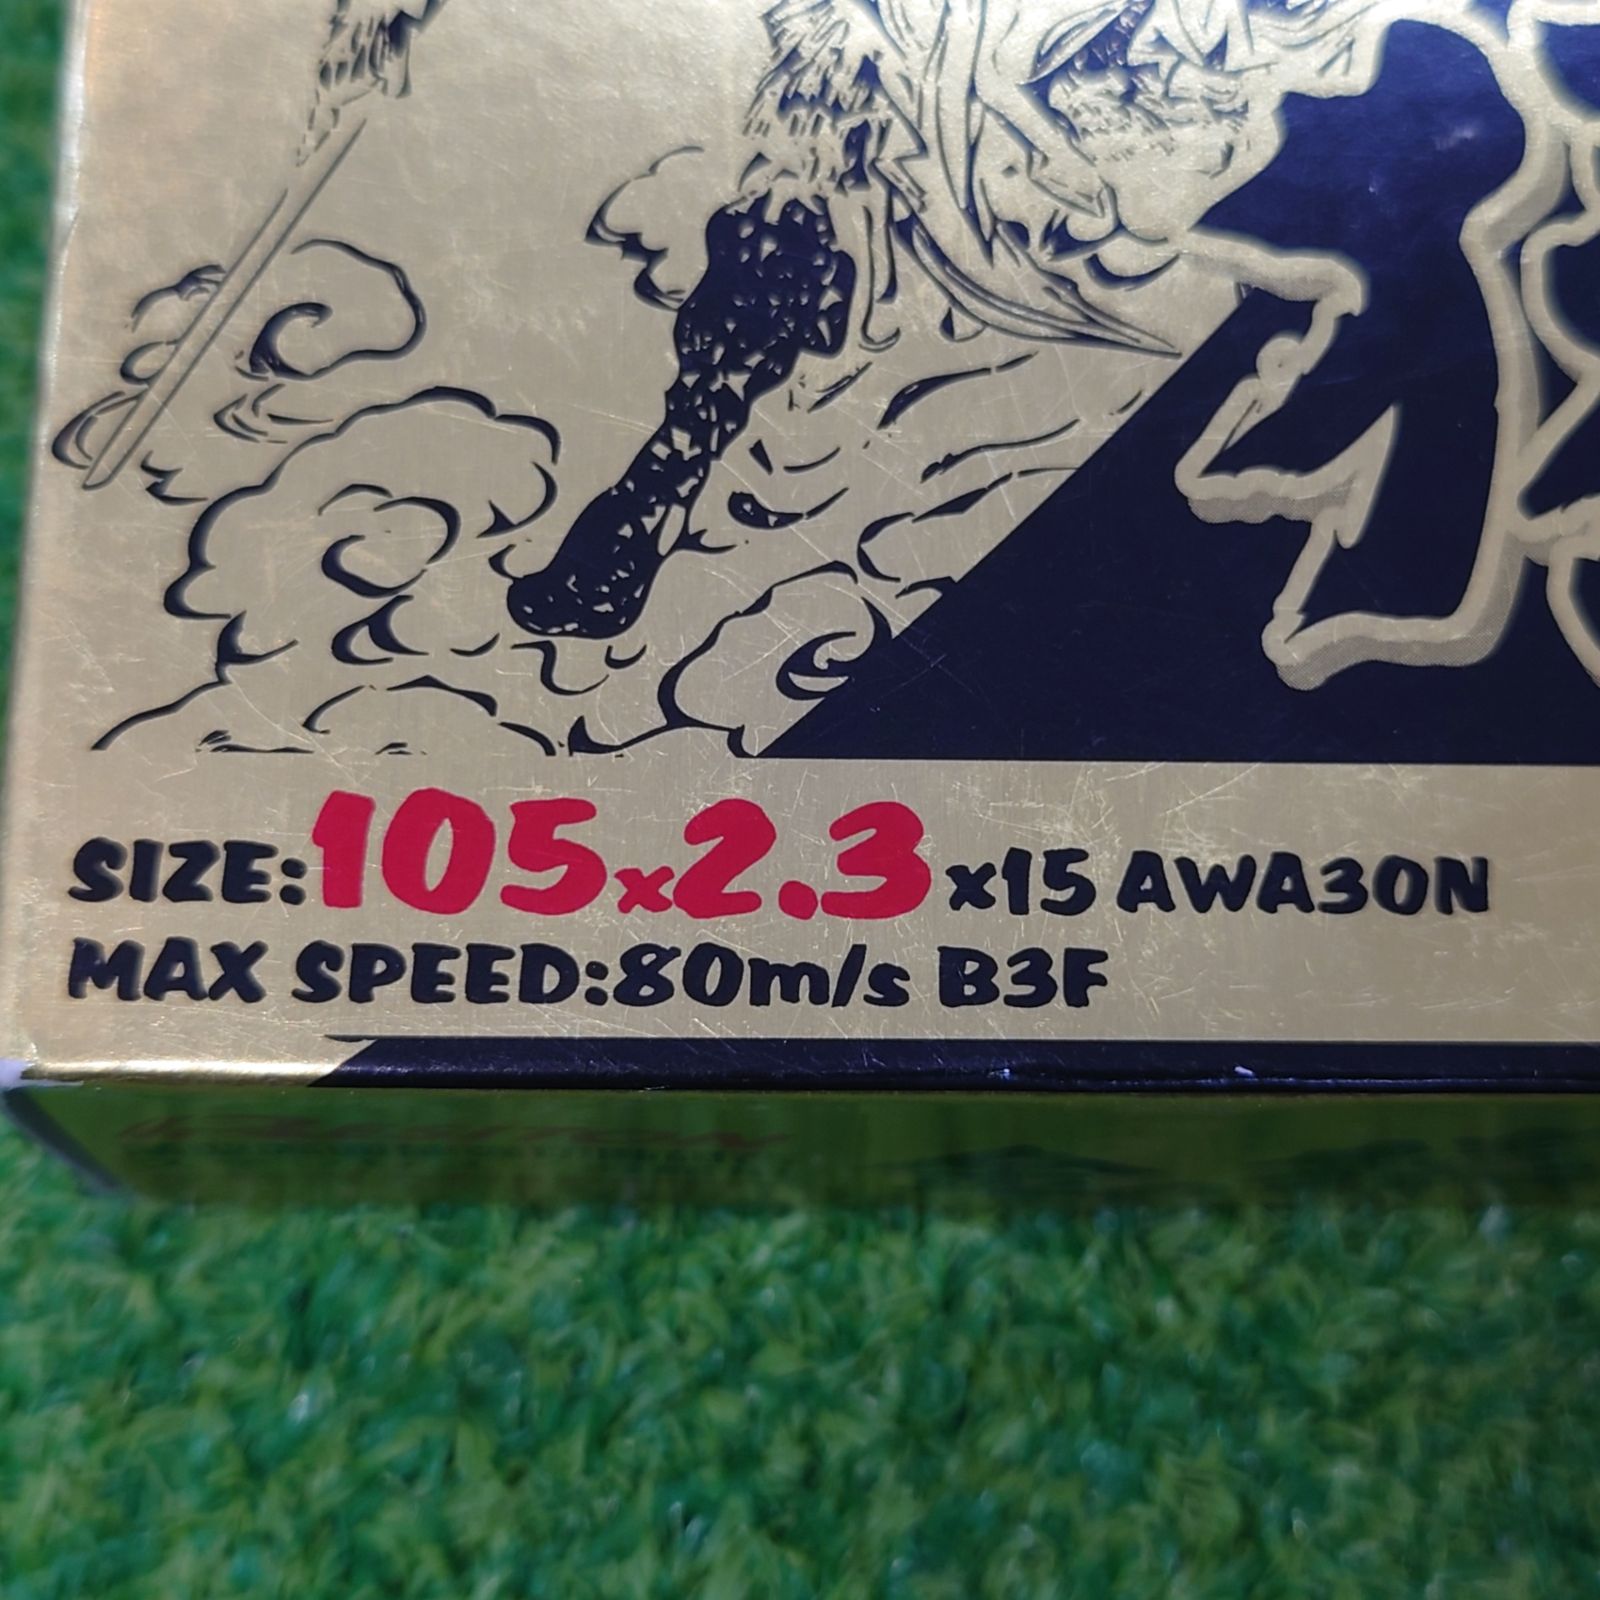 SIZE:105x2.3x15 AWA30N
MAX SPEED:80m/s B3F